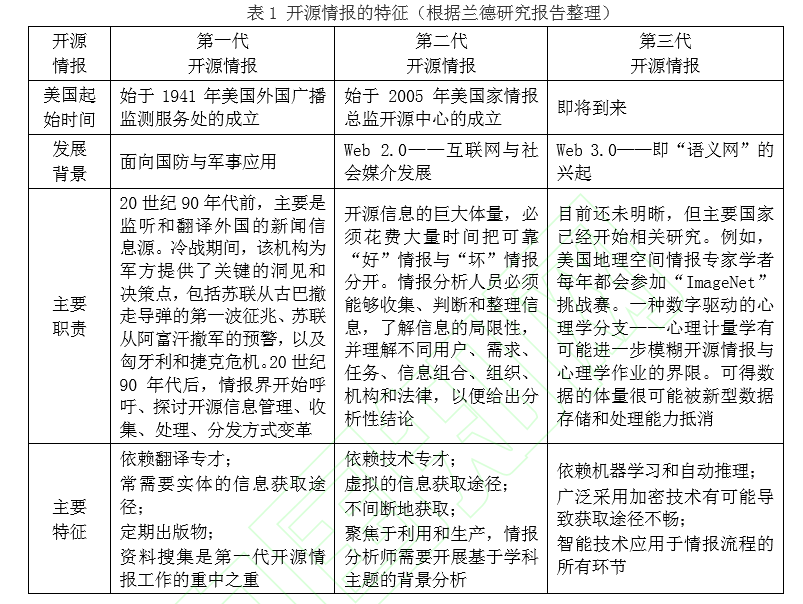 表1 开源情报的特征（根据兰德研究报告整理）
开源
情报
第一代
开源情报
第二代
开源情报
第三代
开源情报
美国起
始时间
始于 1941 年美国外国广播
监测服务处的成立
始于 2005 年美国家情报
总监开源中心的成立
即将到来
发展
背景
面向国防与军事应用
Web 2.0——互联网与社
会媒介发展
Web 3.0——即“语义网”的
兴起
主要
职责
20 世纪 90 年代前，主要是
监听和翻译外国的新闻信
息源。冷战期间，该机构为
军方提供了关键的洞见和
决策点，包括苏联从古巴撤
走导弹的第一波征兆、苏联
从阿富汗撤军的预警，以及
匈牙利和捷克危机。20 世纪
90 年代后，情报界开始呼
吁、探讨开源信息管理、收
集、处理、分发方式变革
开源信息的巨大体量，必
须花费大量时间把可靠
“好”情报与“坏”情报
分开。情报分析人员必须
能够收集、判断和整理信
息，了解信息的局限性，
并理解不同用户、需求、
任务、信息组合、组织、
机构和法律，以便给出分
析性结论
目前还未明晰，但主要国家
已经开始相关研究。例如，
美国地理空间情报专家学者
每年都会参加“ImageNet”
挑战赛。一种数字驱动的心
理学分支——心理计量学有
可能进一步模糊开源情报与
心理学作业的界限。可得数
据的体量很可能被新型数据
存储和处理能力抵消
主要
特征
依赖翻译专才；
常需要实体的信息获取途
径；
定期出版物；
资料搜集是第一代开源情
报工作的重中之重
依赖技术专才；
虚拟的信息获取途径；
不间断地获取；
聚焦于利用和生产，情报
分析师需要开展基于学科
主题的背景分析
依赖机器学习和自动推理；
广泛采用加密技术有可能导
致获取途径不畅；
智能技术应用于情报流程的
所有环节